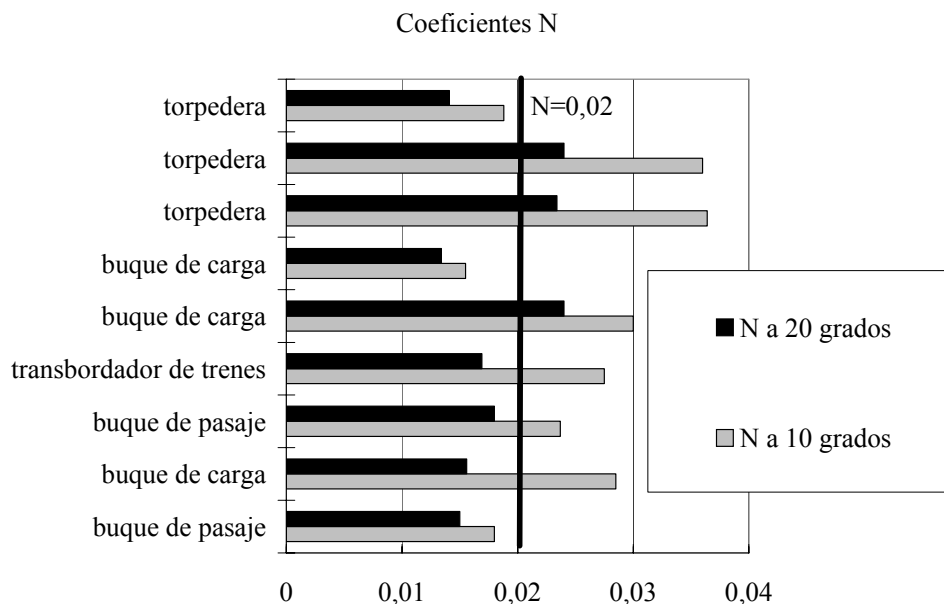 Coeficientes N
torpedera
N=0,02
torpedera
torpedera
buque de carga
buque de carga
transbordador de trenes
buque de pasaje
buque de carga
buque de pasaje
N a 20 grados
N a 10 grados
0 0,01 0,02 0,03 0,04